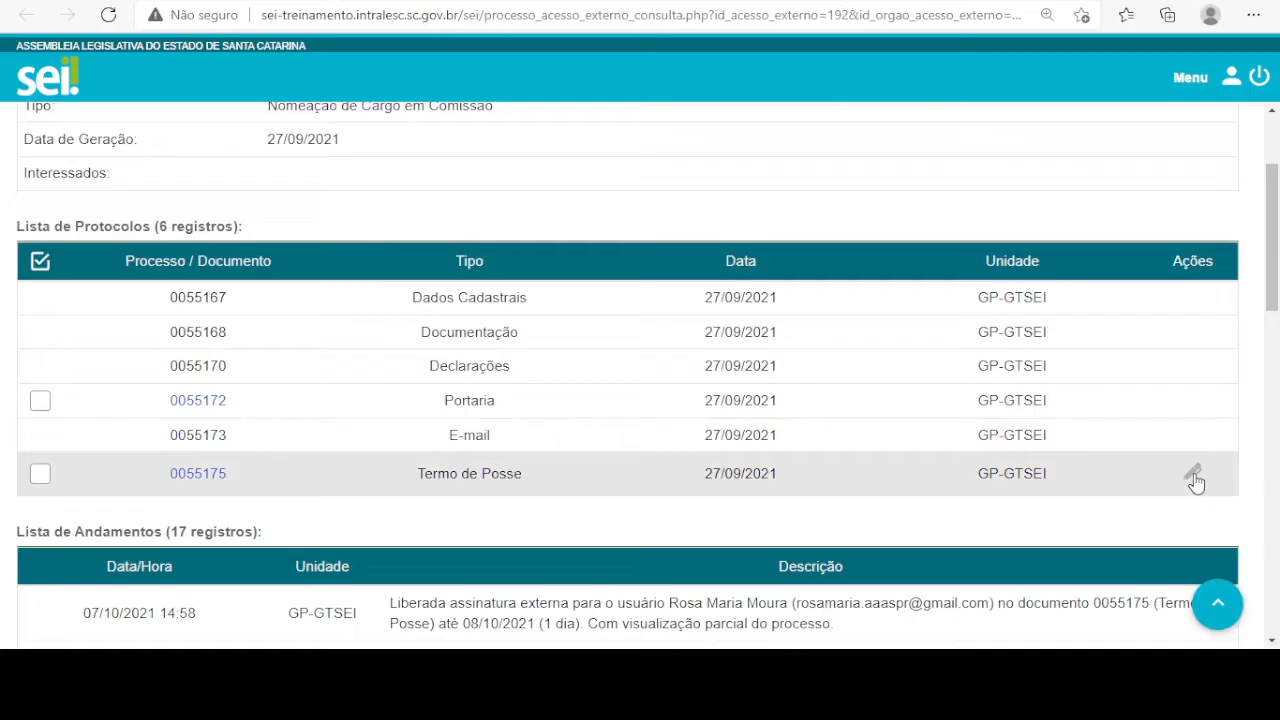 Não seguro
sei-treinamento.intralesc.sc.gov.br/sei/processo_acesso_externo_consulta.php?id_acesso_externo=192&id_orgao_acesso_externo=...
ASSEMBLEIA LEGISLATIVA DO ESTADO DE SANTA CATARINA
sei!
Menu
Tipo: Nomeação de Cargo em Comissão
Data de Geração: 27/09/2021
Interessados:
Lista de Protocolos (6 registros):
Processo / Documento Tipo Data Unidade Ações
0055167 Dados Cadastrais 27/09/2021 GP-GTSEI
0055168 Documentação 27/09/2021 GP-GTSEI
0055170 Declarações 27/09/2021 GP-GTSEI
0055172 Portaria 27/09/2021 GP-GTSEI
0055173 E-mail 27/09/2021 GP-GTSEI
0055175 Termo de Posse 27/09/2021 GP-GTSEI
Lista de Andamentos (17 registros):
Data/Hora Unidade Descrição
07/10/2021 14:58 GP-GTSEI Liberada assinatura externa para o usuário Rosa Maria Moura (rosamaria.aaaspr@gmail.com) no documento 0055175 (Termo
Posse) até 08/10/2021 (1 dia). Com visualização parcial do processo.